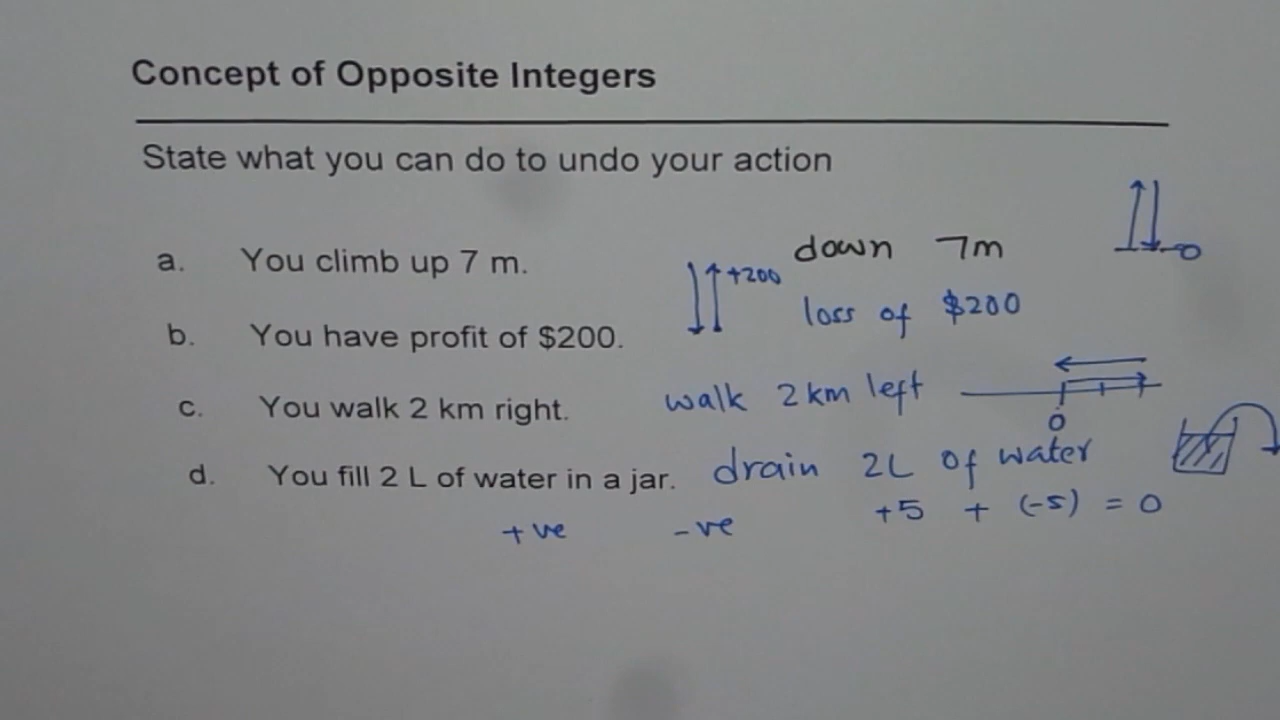 Concept of Opposite Integers
State what you can do to undo your action
a. You climb up 7 m. down 7m 0
+200
b. You have profit of $200. loss of $200
c. You walk 2 km right. walk 2km left
0
d. You fill 2 L of water in a jar. drain 2L of water
+ve -ve +5 + (-5) = 0